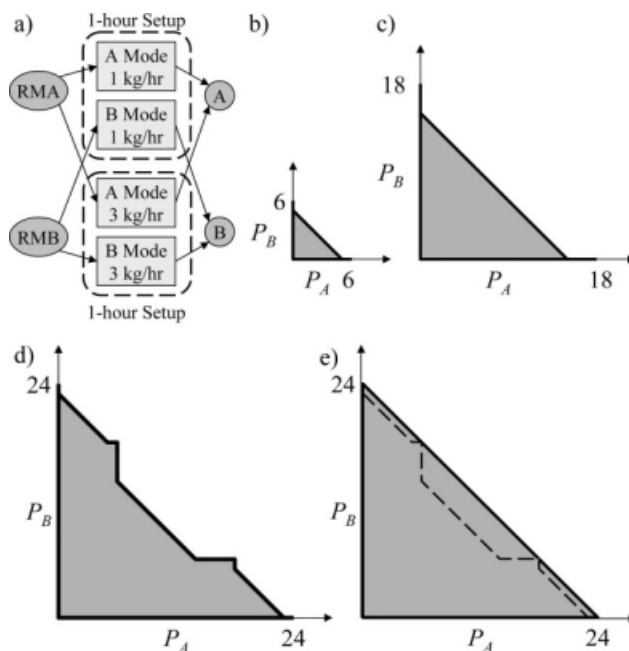 a)
1-hour Setup
RMA
RMB
A Mode
1 kg/hr
B Mode
1 kg/hr
A Mode
3 kg/hr
B Mode
3 kg/hr
A
B
1-hour Setup
b)
6
P_B
P_A 6
c)
18
P_B
P_A 18
d)
24
P_B
P_A 24
e)
24
P_B
P_A 24